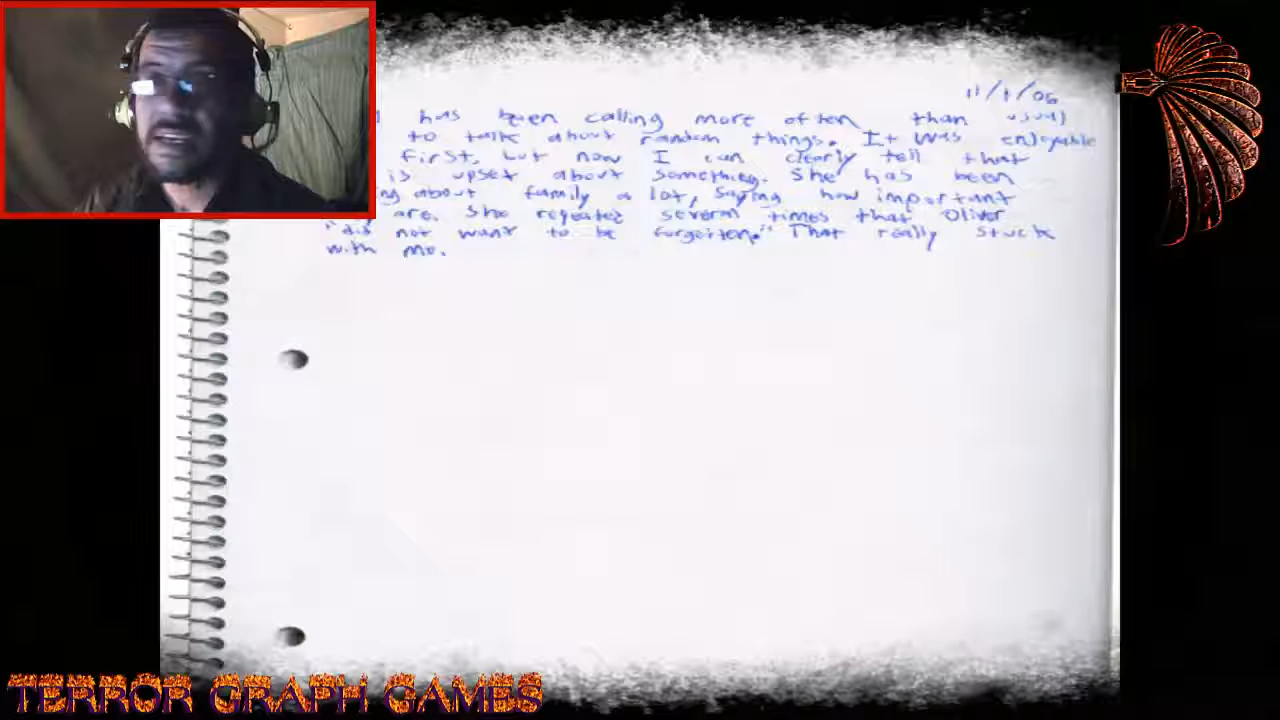 11/1/06
has been calling more often than usual
to talk about random things. It was enjoyable
first, but now I can clearly tell that
is upset about something. She has been
ng about family a lot, saying how important
are. She repeated several times that Oliver
"did not want to be forgotten." That really stuck
with me.
TERROR GRAPH GAMES